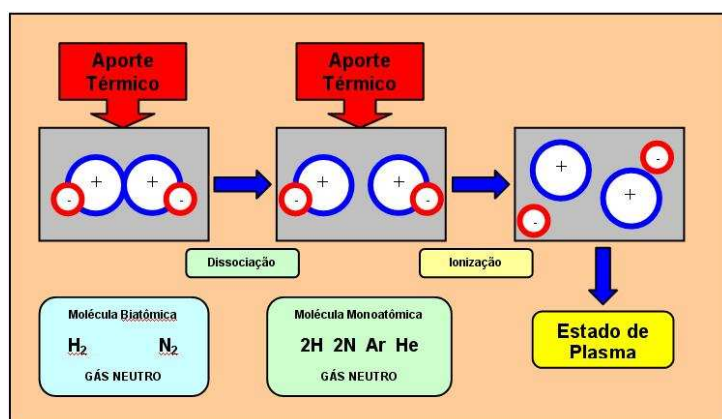 Aporte
Térmico
Aporte
Térmico
+
+
-
-
+
+
-
-
+
+
-
-
Dissociação
Ionização
Molécula Biatômica
H₂ N₂
GÁS NEUTRO
Molécula Monoatômica
2H 2N Ar He
GÁS NEUTRO
Estado de
Plasma